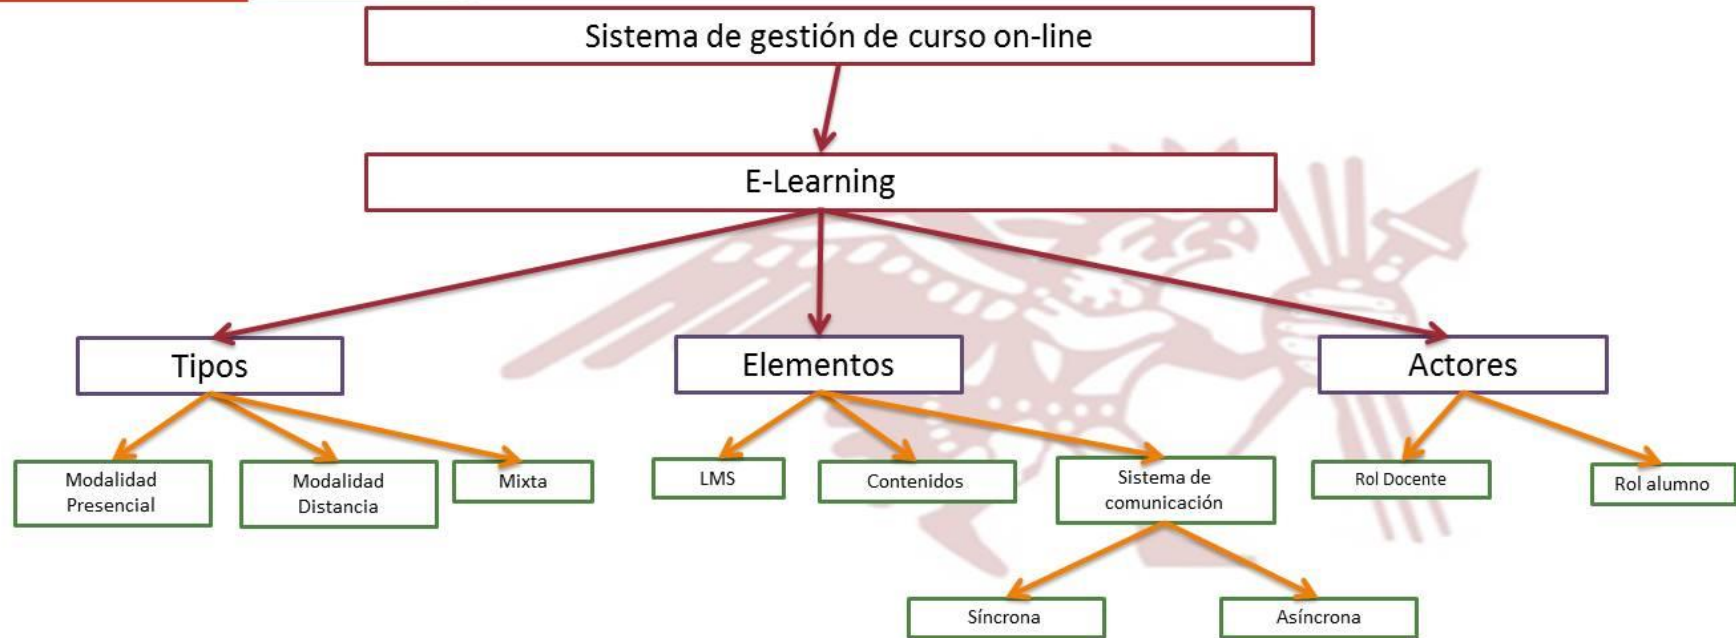 Sistema de gestión de curso on-line
E-Learning
Tipos
Elementos
Actores
Modalidad
Presencial
Modalidad
Distancia
Mixta
LMS
Contenidos
Sistema de
comunicación
Rol Docente
Rol alumno
Síncrona
Asíncrona